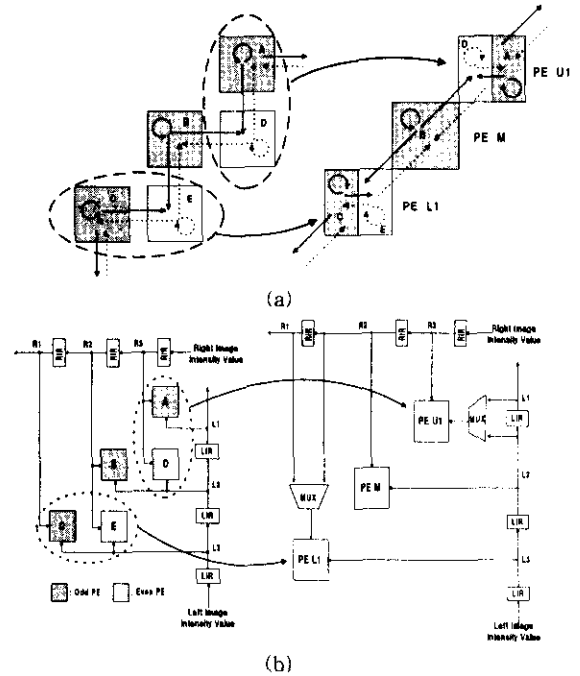 A
D
A
PE U1
B
D
B
PE M
E
PE L1
C
E
(a)
R1 R2 R3
RIR RIR
Right Image
Intensity Value
R1 R2 R3
RIR RIR RIR
Right Image
Intensity Value
A
L1
LIR
D
B
L2
LIR
E
L3
LIR
PE U1
MUX
L1
LIR
PE M
L2
MUX
LIR
PE L1
L3
LIR
: Odd PE : Even PE
Left Image
Intensity Value
Left Image
Intensity Value
(b)